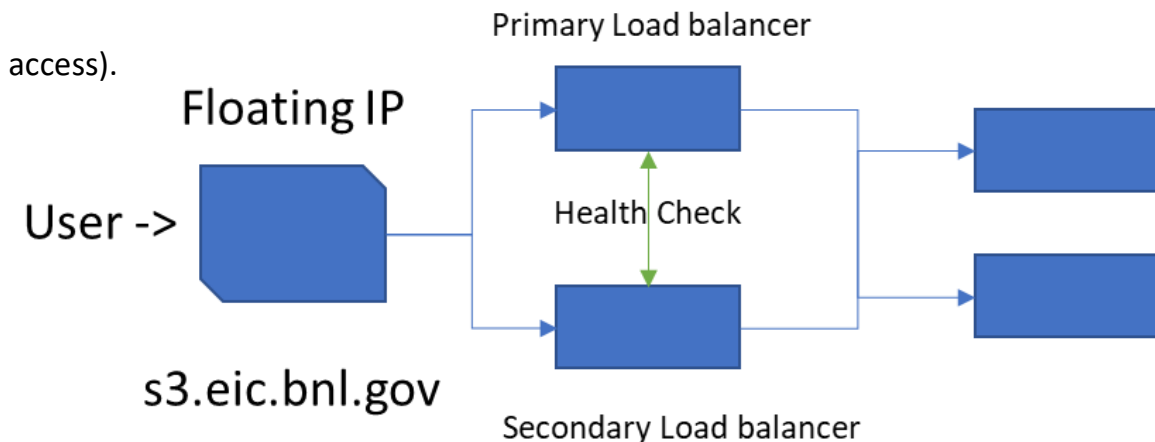 Primary Load balancer
access).
Floating IP
User ->
Health Check
s3.eic.bnl.gov
Secondary Load balancer